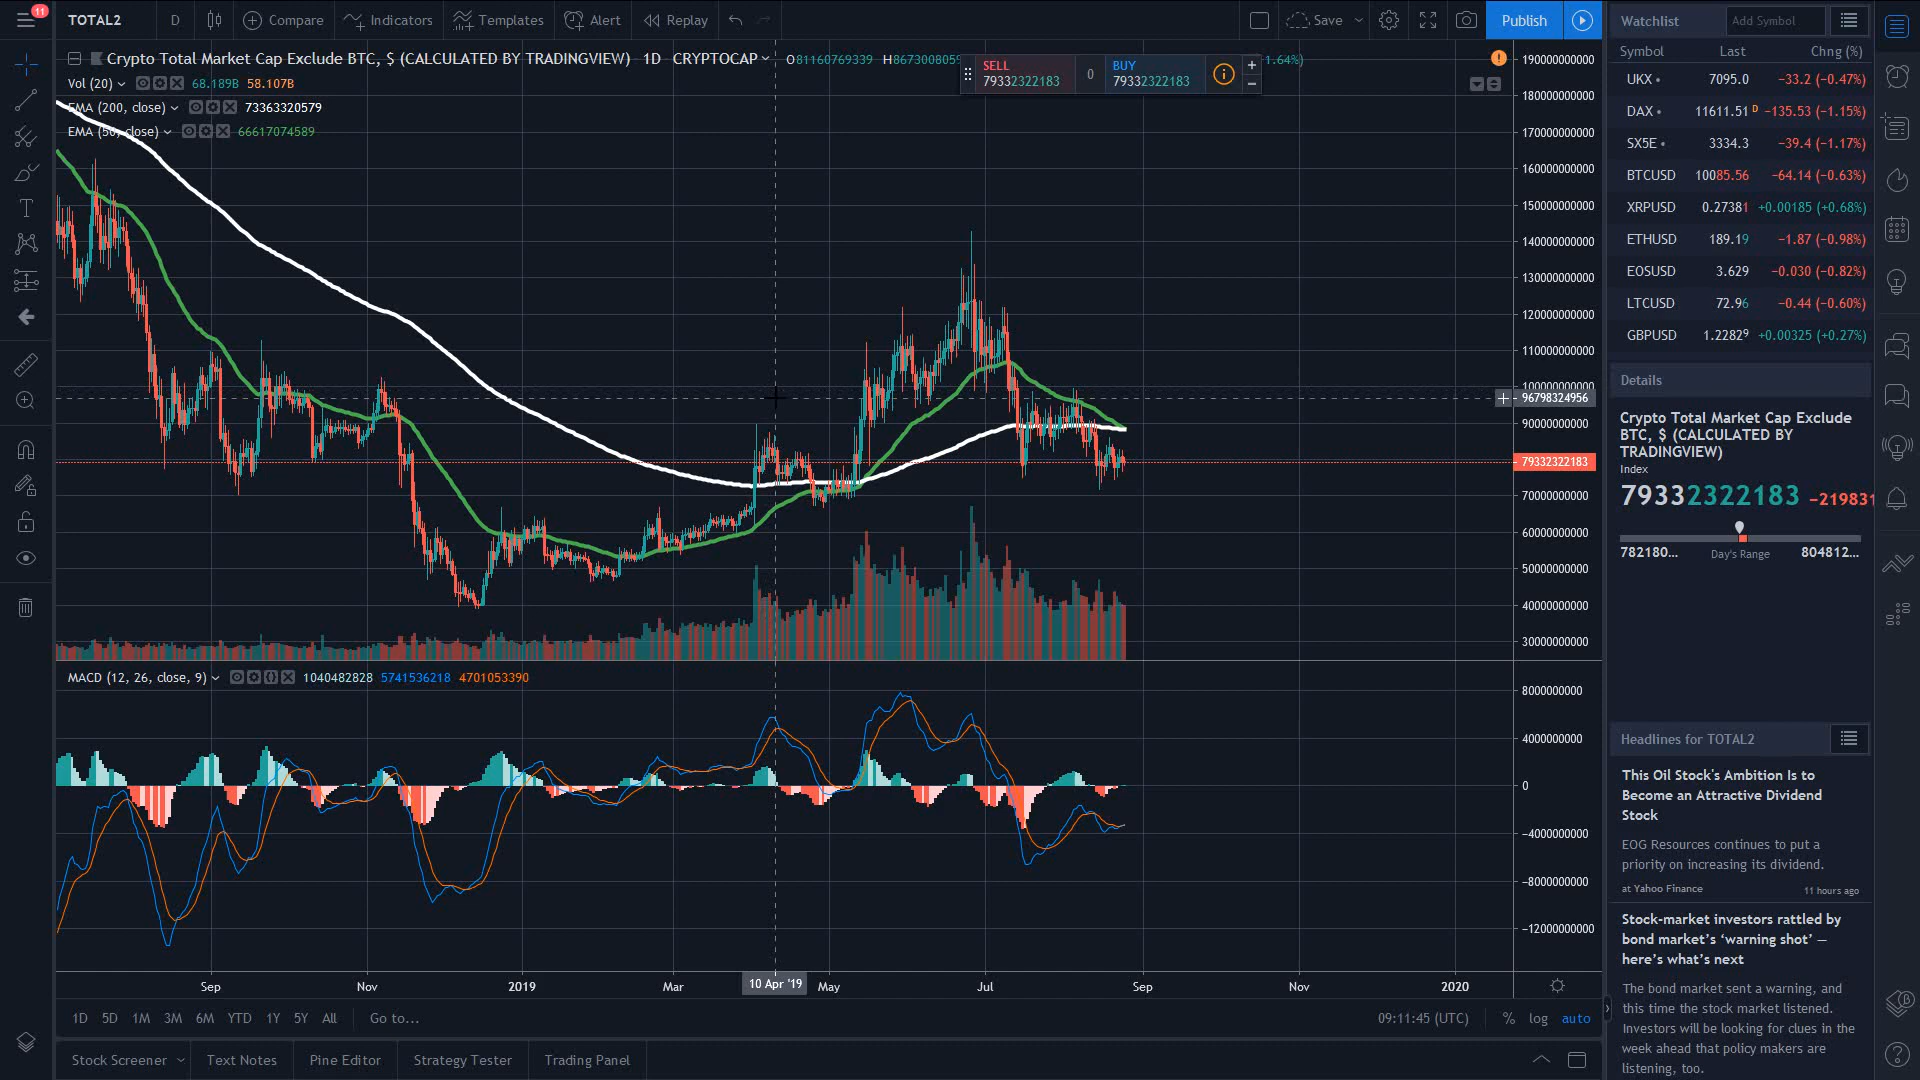 11
TOTAL2 D Compare Indicators Templates Alert Replay Save Publish
Crypto Total Market Cap Exclude BTC, $ (CALCULATED BY TRADINGVIEW) 1D CRYPTOCAP O81160769339 H8673008059 1.64%)
SELL 79332322183
0
BUY 79332322183
Vol (20) 68.189B 58.107B
EMA (200, close) 73363320579
EMA (50, close) 66617074589
190000000000
180000000000
170000000000
160000000000
150000000000
140000000000
130000000000
120000000000
110000000000
100000000000
96798324956
90000000000
79332322183
70000000000
60000000000
50000000000
40000000000
30000000000
MACD (12, 26, close, 9) 1040482828 5741536218 4701053390
8000000000
4000000000
0
−4000000000
−8000000000
−12000000000
Sep Nov 2019 Mar 10 Apr '19 May Jul Sep Nov 2020
1D 5D 1M 3M 6M YTD 1Y 5Y All Go to... 09:11:45 (UTC) % log auto
Stock Screener Text Notes Pine Editor Strategy Tester Trading Panel
Watchlist Add Symbol
Symbol Last Chng (%)
UKX 7095.0 −33.2 (−0.47%)
DAX 11611.51 D −135.53 (−1.15%)
SX5E 3334.3 −39.4 (−1.17%)
BTCUSD 10085.56 −64.14 (−0.63%)
XRPUSD 0.27381 +0.00185 (+0.68%)
ETHUSD 189.19 −1.87 (−0.98%)
EOSUSD 3.629 −0.030 (−0.82%)
LTCUSD 72.96 −0.44 (−0.60%)
GBPUSD 1.22829 +0.00325 (+0.27%)
Details
Crypto Total Market Cap Exclude
BTC, $ (CALCULATED BY
TRADINGVIEW)
Index
79332322183 −219831
782180... Day's Range 804812...
Headlines for TOTAL2
This Oil Stock's Ambition Is to
Become an Attractive Dividend
Stock
EOG Resources continues to put a
priority on increasing its dividend.
at Yahoo Finance 11 hours ago
Stock-market investors rattled by
bond market's ‘warning shot’ —
here's what's next
The bond market sent a warning, and
this time the stock market listened.
Investors will be looking for clues in the
week ahead that policy makers are
listening, too.